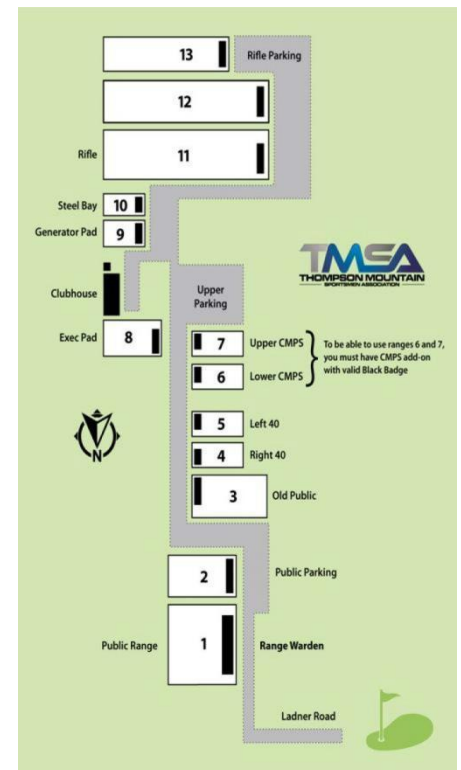 13
Rifle Parking
12
Rifle
11
Steel Bay
10
Generator Pad
9
TMSA
THOMPSON MOUNTAIN
SPORTSMEN ASSOCIATION
Clubhouse
Upper
Parking
Exec Pad
8
7
Upper CMPS
6
Lower CMPS
To be able to use ranges 6 and 7,
you must have CMPS add-on
with valid Black Badge
N
5
Left 40
4
Right 40
3
Old Public
2
Public Parking
Public Range
1
Range Warden
Ladner Road